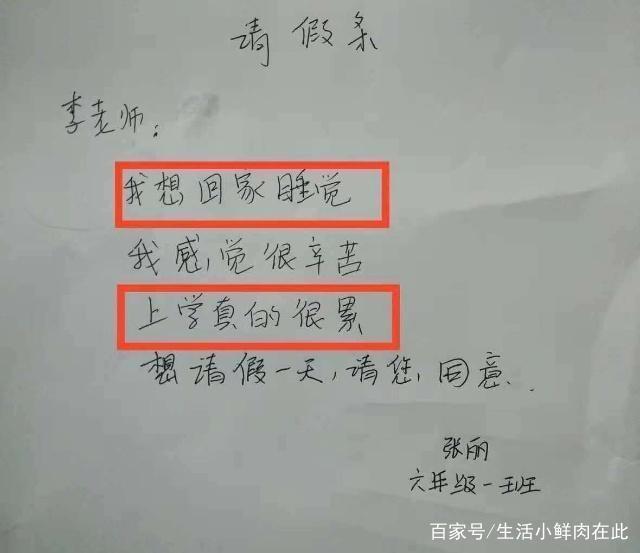 请假条
李老师:
我想回家睡觉
我感觉很辛苦
上学真的很累
想请假一天,请您同意.
张丽
六年级一班
百家号/生活小鲜肉在此